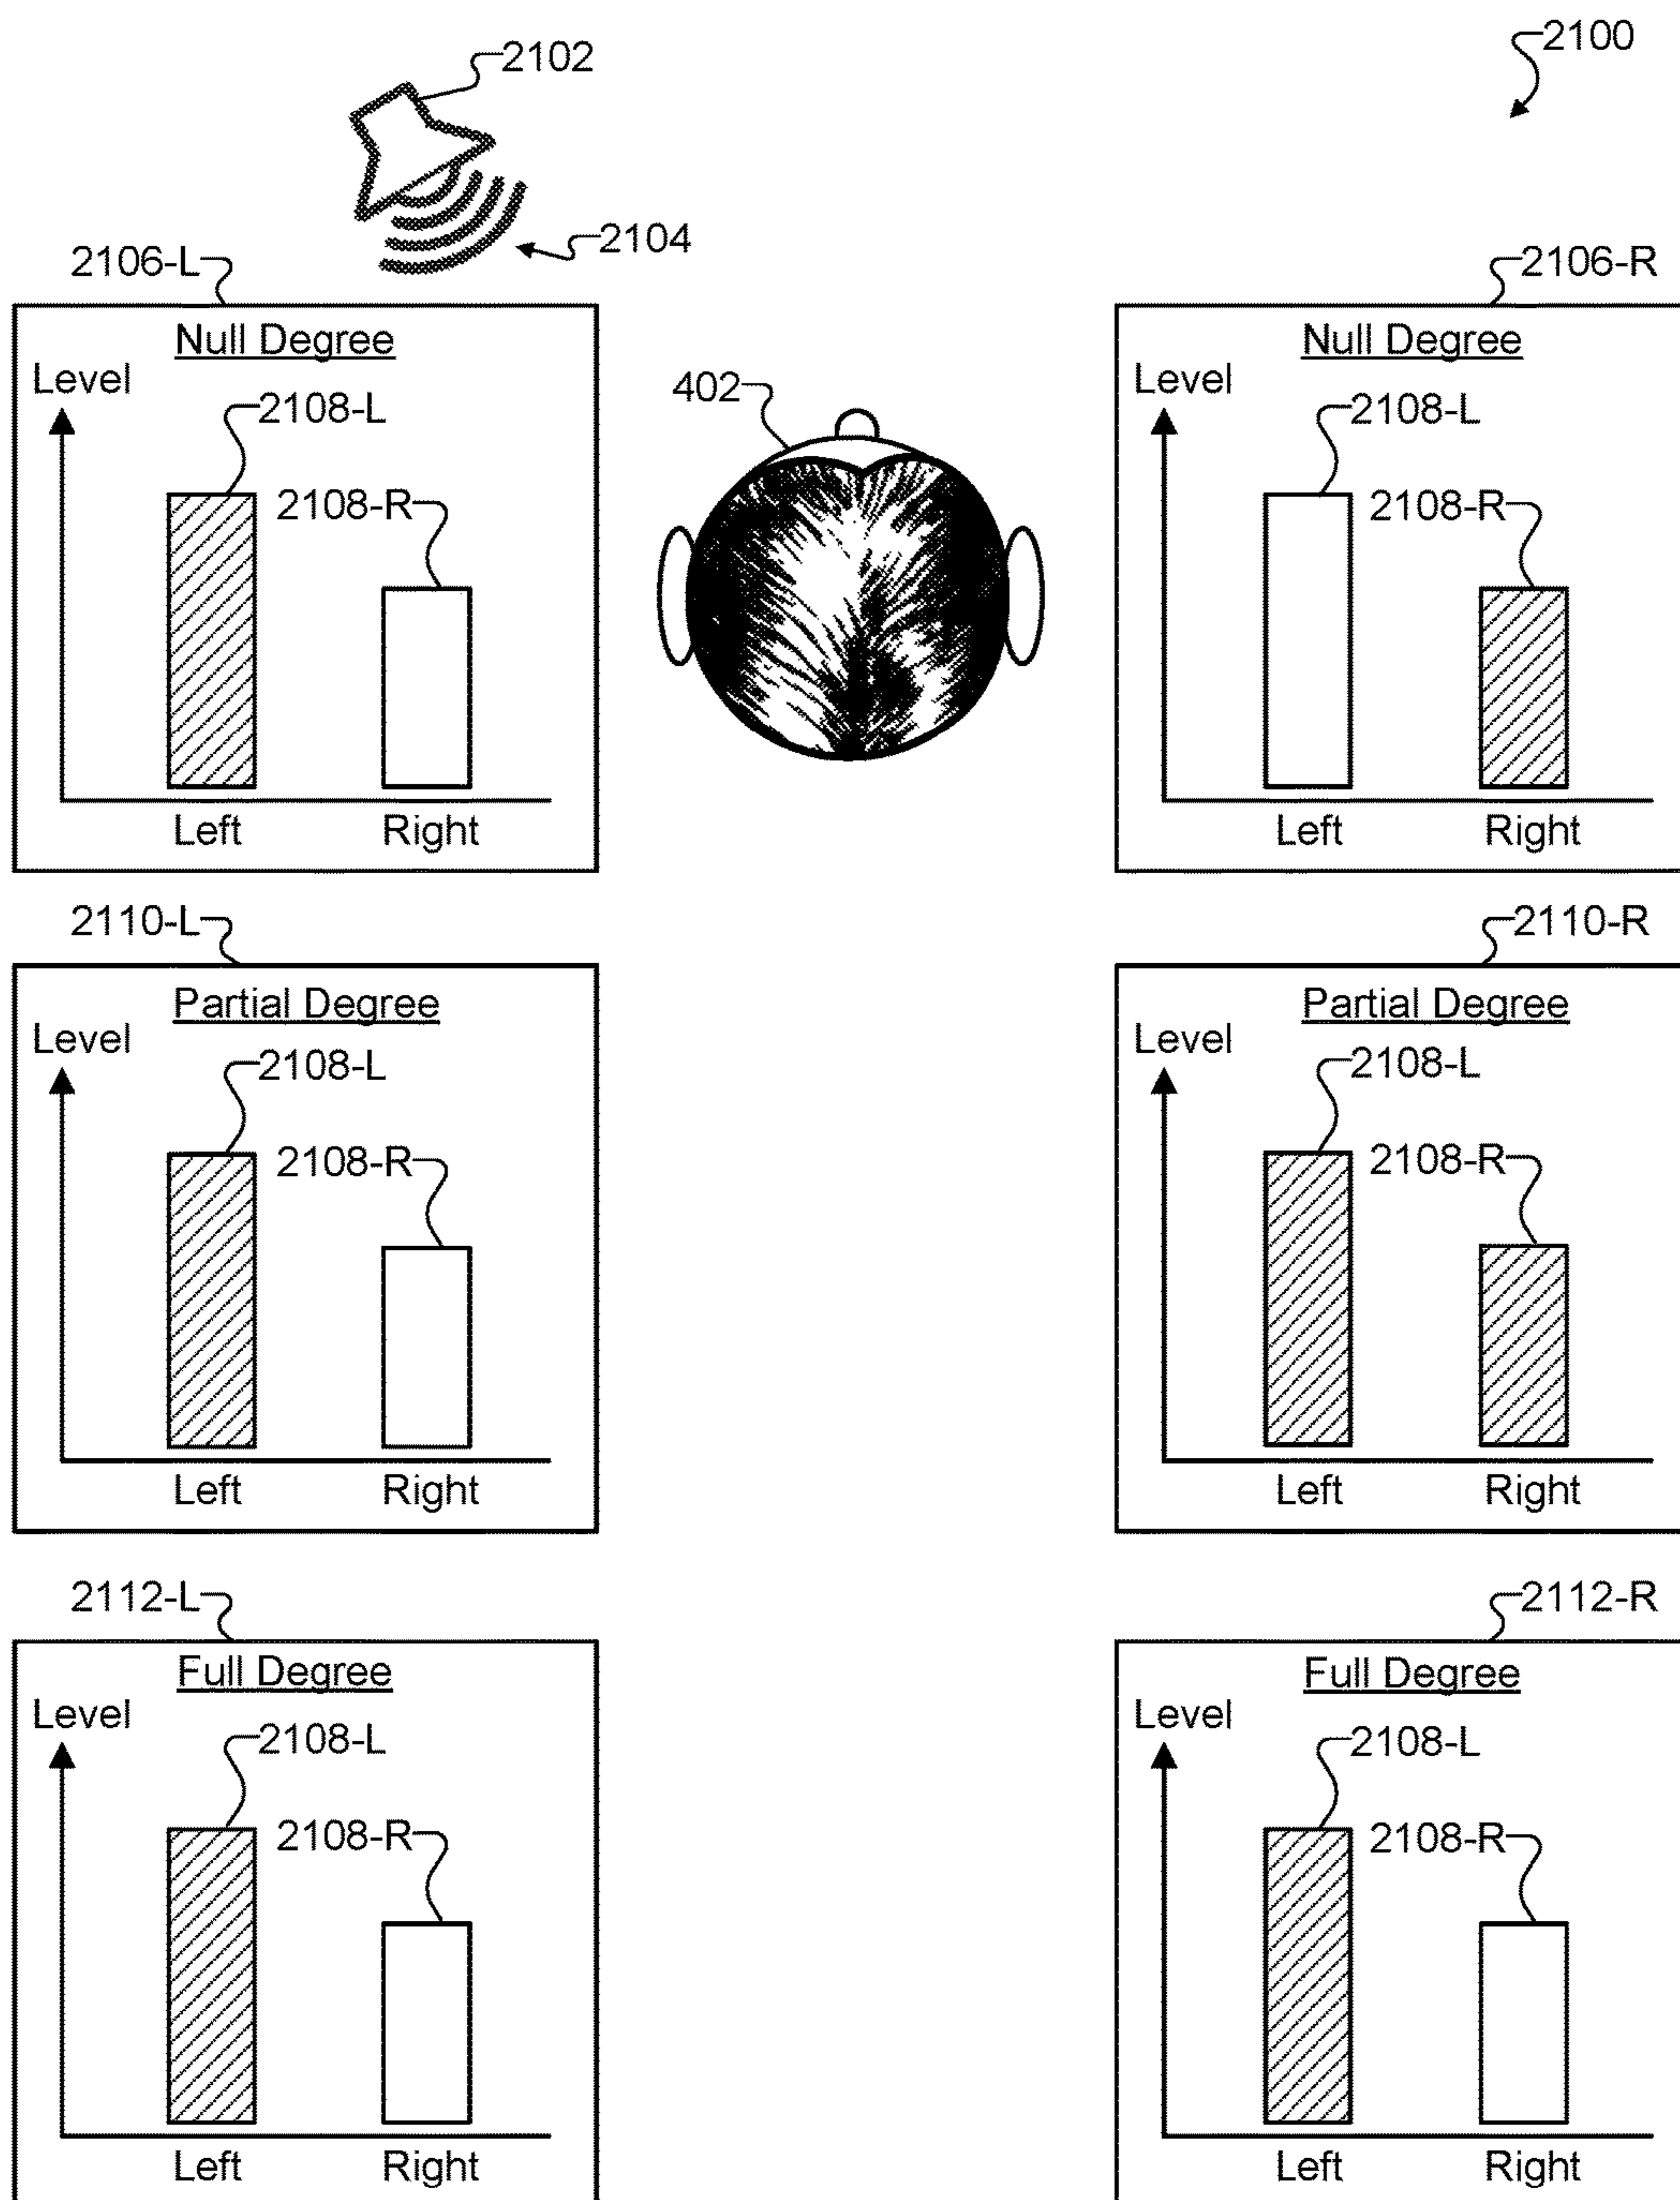 2100
2102
2104
2106-L
2106-R
Null Degree
Level
2108-L
2108-R
Left Right
402
Null Degree
Level
2108-L
2108-R
Left Right
2110-L
2110-R
Partial Degree
Level
2108-L
2108-R
Left Right
Partial Degree
Level
2108-L
2108-R
Left Right
2112-L
2112-R
Full Degree
Level
2108-L
2108-R
Left Right
Full Degree
Level
2108-L
2108-R
Left Right